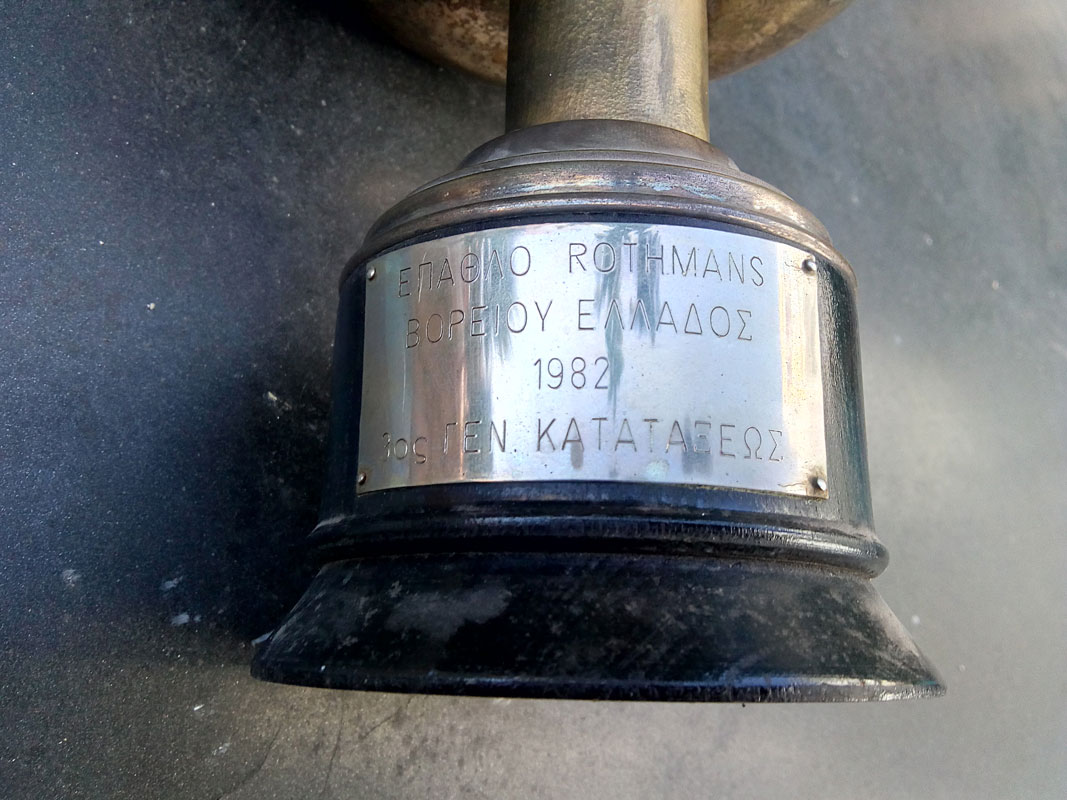 ΕΠΑΘΛΟ ROTHMANS
ΒΟΡΕΙΟΥ ΕΛΛΑΔΟΣ
1982
3ος ΓΕΝ. ΚΑΤΑΤΑΞΕΩΣ